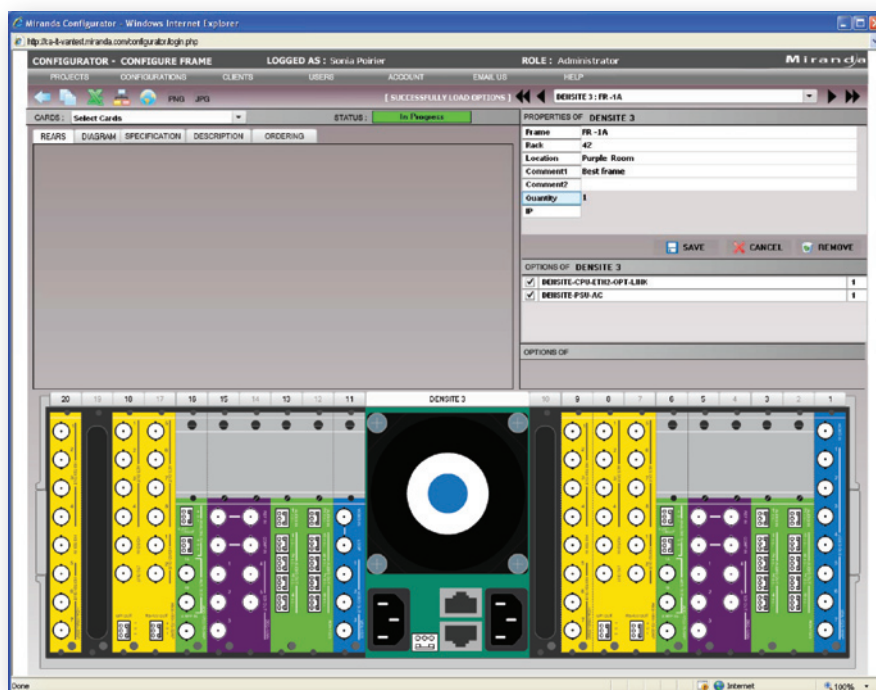 Miranda Configurator - Windows Internet Explorer
http://ca-it-vanted.miranda.com/configurator/login.php
CONFIGURATOR - CONFIGURE FRAME LOGGED AS : Sonia Poirier ROLE : Administrator Miranda
PROJECTS CONFIGURATIONS CLIENTS USERS ACCOUNT EMAIL US HELP
PNG JPG [ SUCCESSFULLY LOAD OPTIONS ] DENSITE 3 : FR -1A
CARDS : Select Cards STATUS : In Progress PROPERTIES OF DENSITE 3
REARS DIAGRAM SPECIFICATION DESCRIPTION ORDERING
Frame FR -1A
Rack 42
Location Purple Room
Comment1 Best frame
Comment2
Quantity 1
IP
SAVE CANCEL REMOVE
OPTIONS OF DENSITE 3
DENSITE-CPU-ETH2-OPT-LINK 1
DENSITE-PSU-AC 1
OPTIONS OF
20 19 18 17 16 15 14 13 12 11 DENSITE 3 10 9 8 7 6 5 4 3 2 1
Done Internet 100%